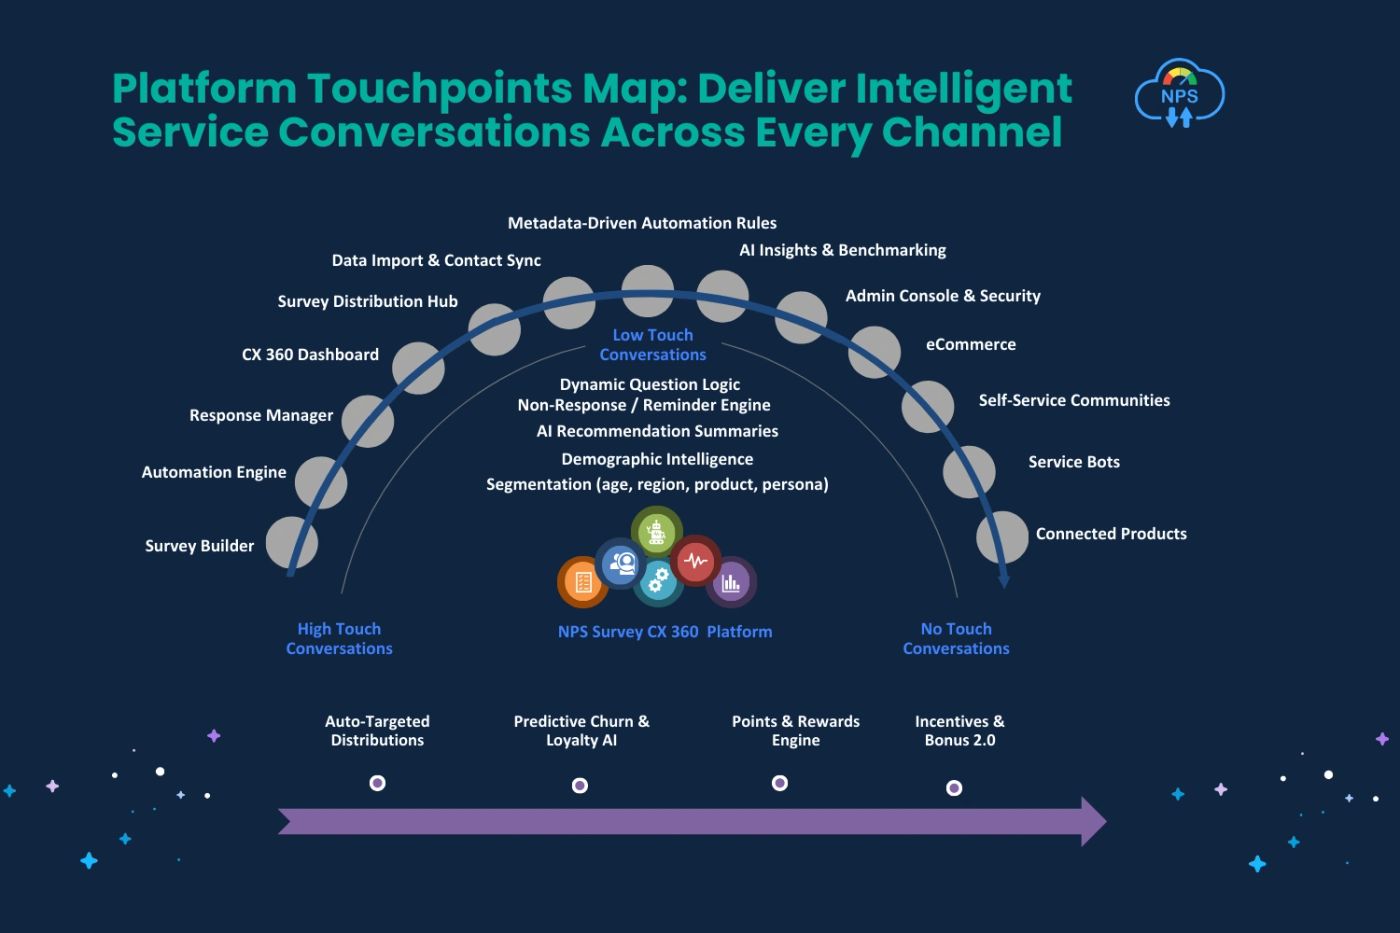 Platform Touchpoints Map: Deliver Intelligent
Service Conversations Across Every Channel
NPS
Metadata-Driven Automation Rules
Data Import & Contact Sync
AI Insights & Benchmarking
Survey Distribution Hub
Admin Console & Security
CX 360 Dashboard
eCommerce
Response Manager
Self-Service Communities
Automation Engine
Service Bots
Survey Builder
Connected Products
Low Touch
Conversations
Dynamic Question Logic
Non-Response / Reminder Engine
AI Recommendation Summaries
Demographic Intelligence
Segmentation (age, region, product, persona)
NPS Survey CX 360 Platform
High Touch
Conversations
No Touch
Conversations
Auto-Targeted
Distributions
Predictive Churn &
Loyalty AI
Points & Rewards
Engine
Incentives &
Bonus 2.0